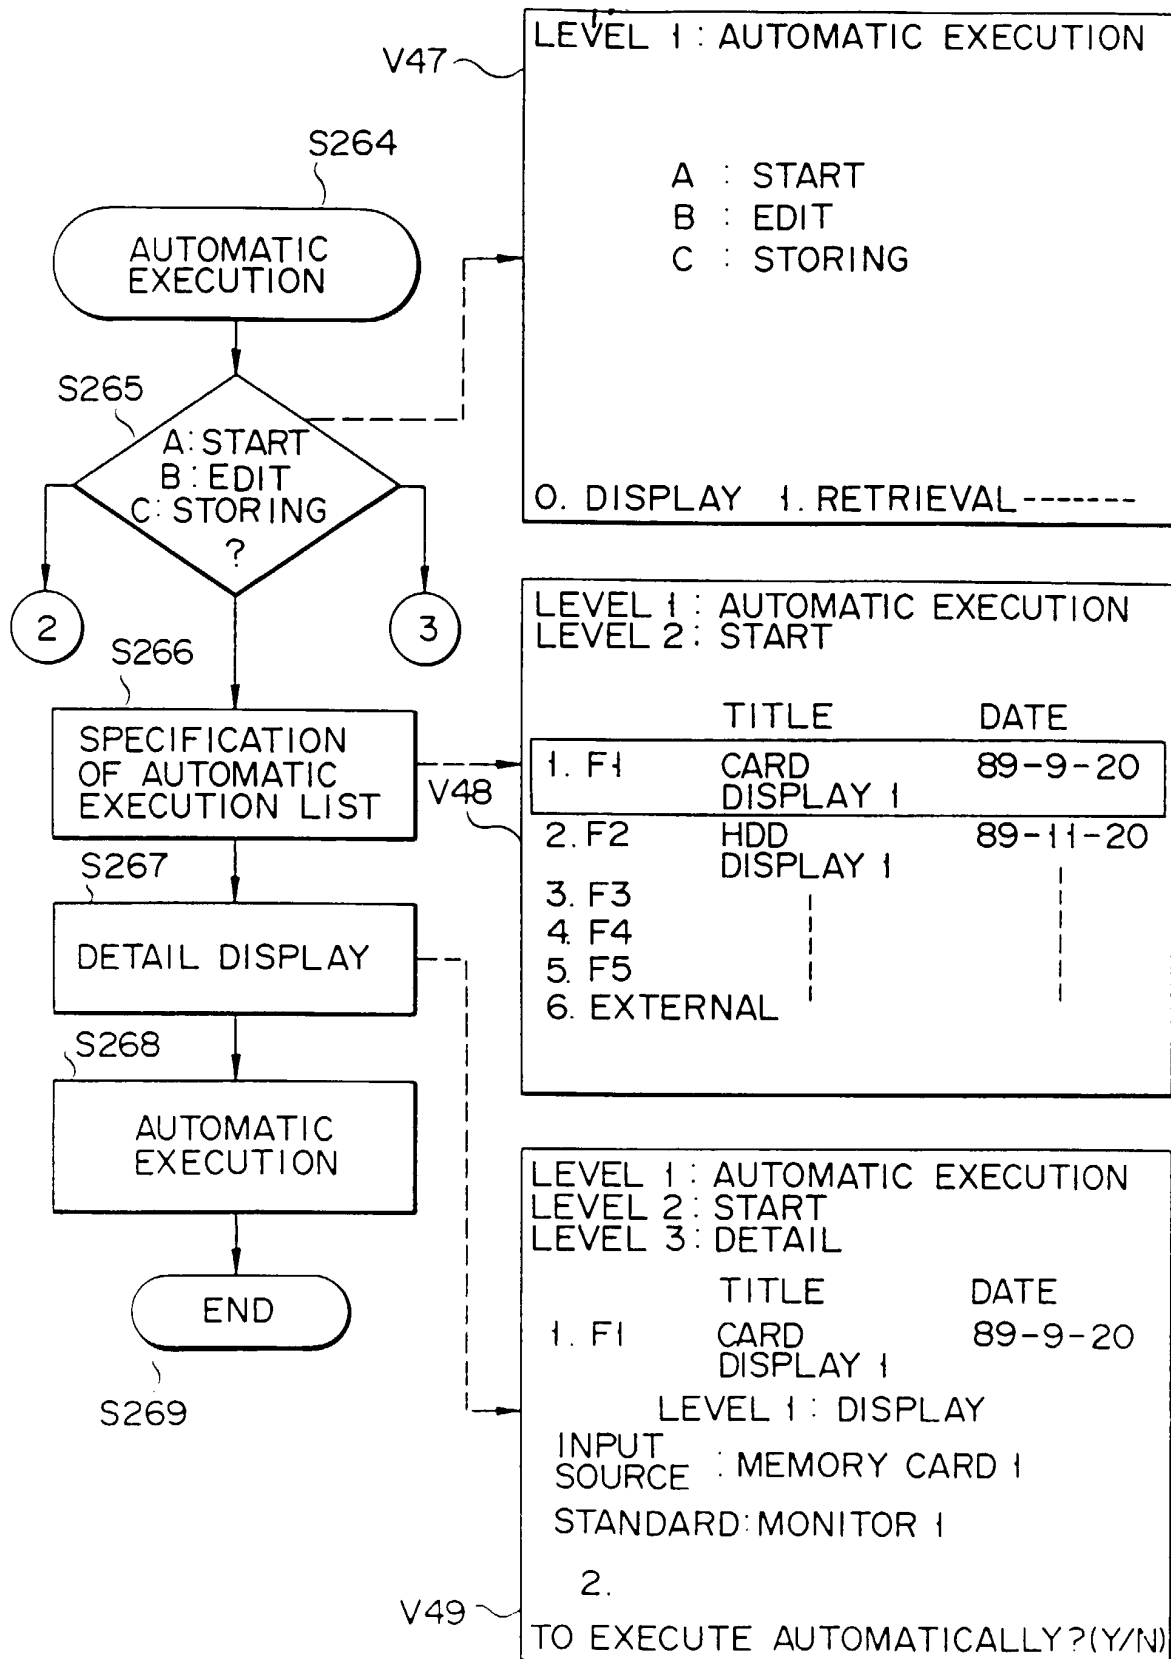 S264
AUTOMATIC
EXECUTION
S265
A:START
B:EDIT
C:STORING
?
2
3
S266
SPECIFICATION
OF AUTOMATIC
EXECUTION LIST
S267
DETAIL DISPLAY
S268
AUTOMATIC
EXECUTION
END
S269
V47
LEVEL 1: AUTOMATIC EXECUTION
A : START
B : EDIT
C : STORING
0. DISPLAY 1. RETRIEVAL-------
V48
LEVEL 1: AUTOMATIC EXECUTION
LEVEL 2: START
TITLE DATE
1. F1 CARD 89-9-20
DISPLAY 1
2. F2 HDD 89-11-20
DISPLAY 1
3. F3
4. F4
5. F5
6. EXTERNAL
V49
LEVEL 1: AUTOMATIC EXECUTION
LEVEL 2: START
LEVEL 3: DETAIL
TITLE DATE
1. F1 CARD 89-9-20
DISPLAY 1
LEVEL 1: DISPLAY
INPUT
SOURCE : MEMORY CARD 1
STANDARD:MONITOR 1
2.
TO EXECUTE AUTOMATICALLY?(Y/N)